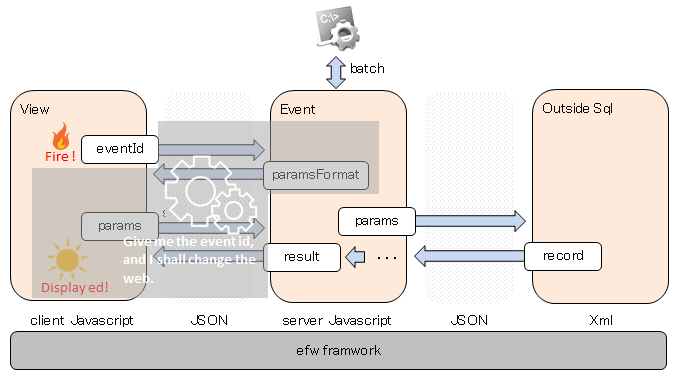 C:\>
batch
View
Event
Outside Sql
Fire!
eventId
paramsFormat
params
params
Give me the event id,
and I shall change the
web.
result
...
record
Displayed!
client Javascript
JSON
server Javascript
JSON
Xml
efw framwork